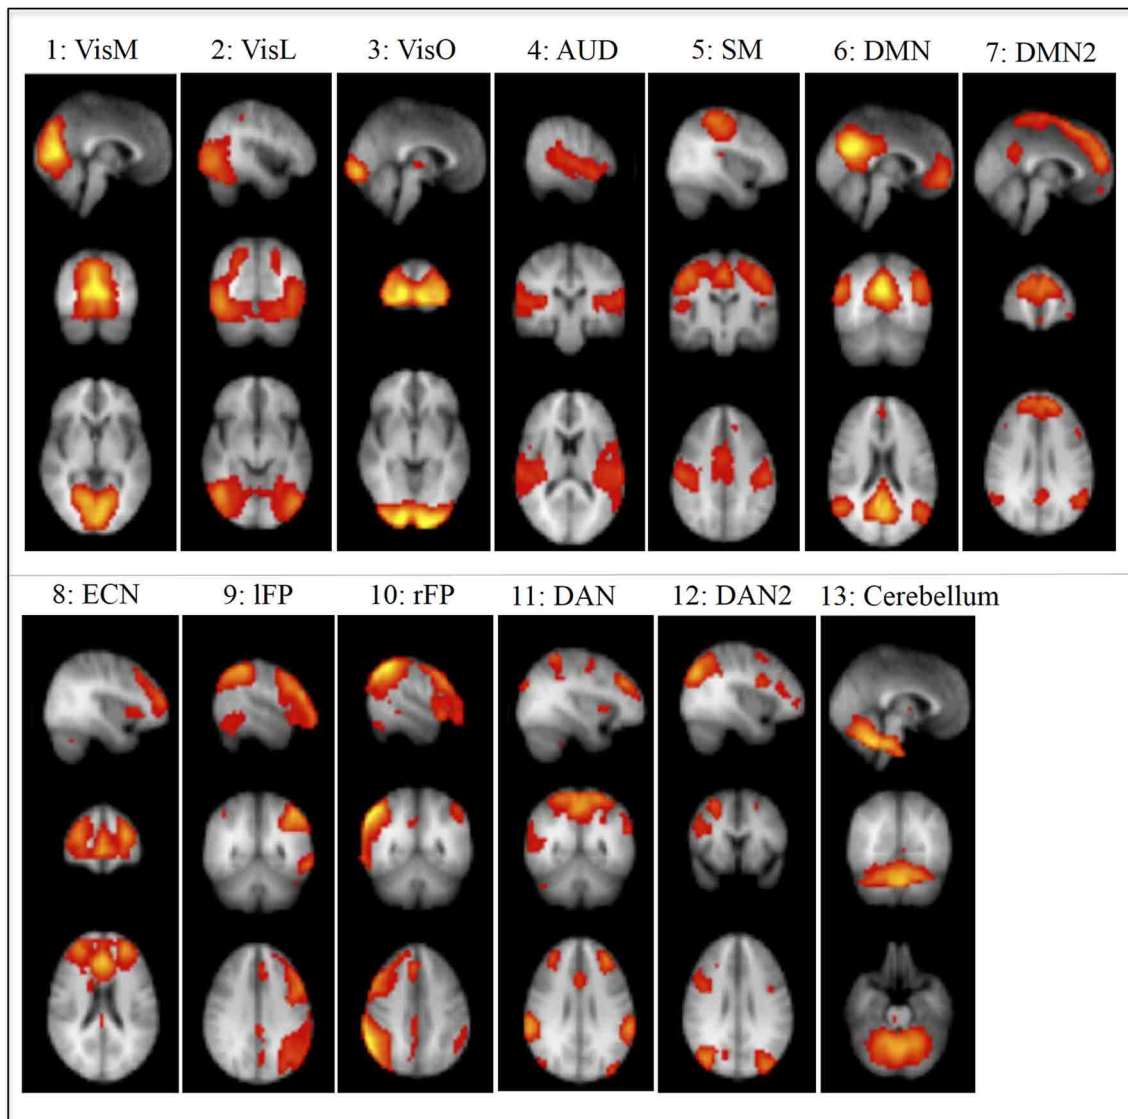 1: VisM 2: VisL 3: VisO 4: AUD 5: SM 6: DMN 7: DMN2
8: ECN 9: lFP 10: rFP 11: DAN 12: DAN2 13: Cerebellum